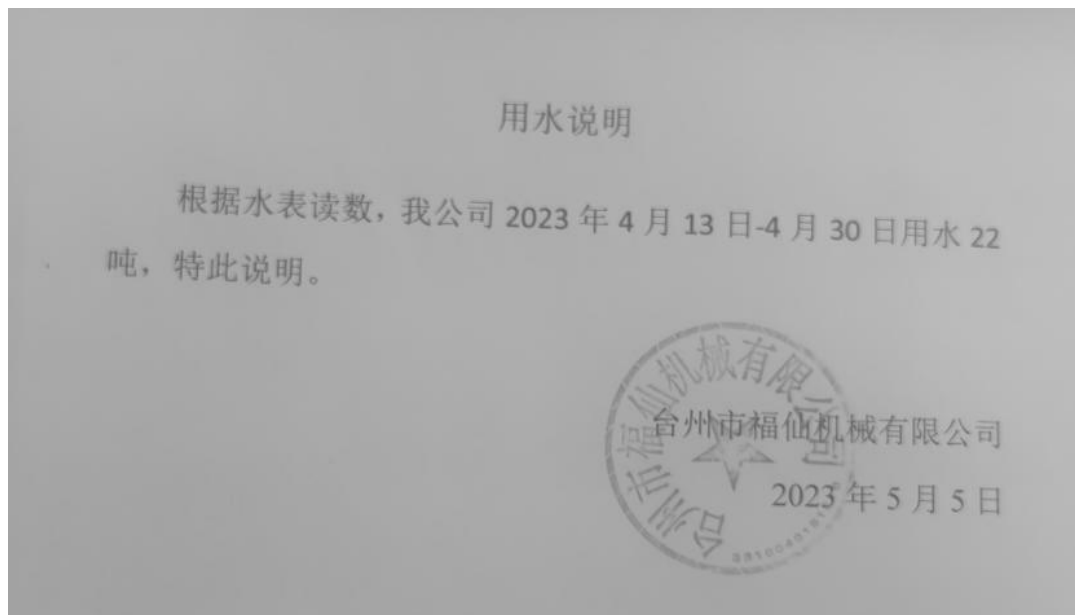 用水说明
根据水表读数，我公司 2023 年 4 月 13 日-4 月 30 日用水 22
吨，特此说明。
台州市福仙机械有限公司
台州市福仙机械有限公司
2023 年 5 月 5 日